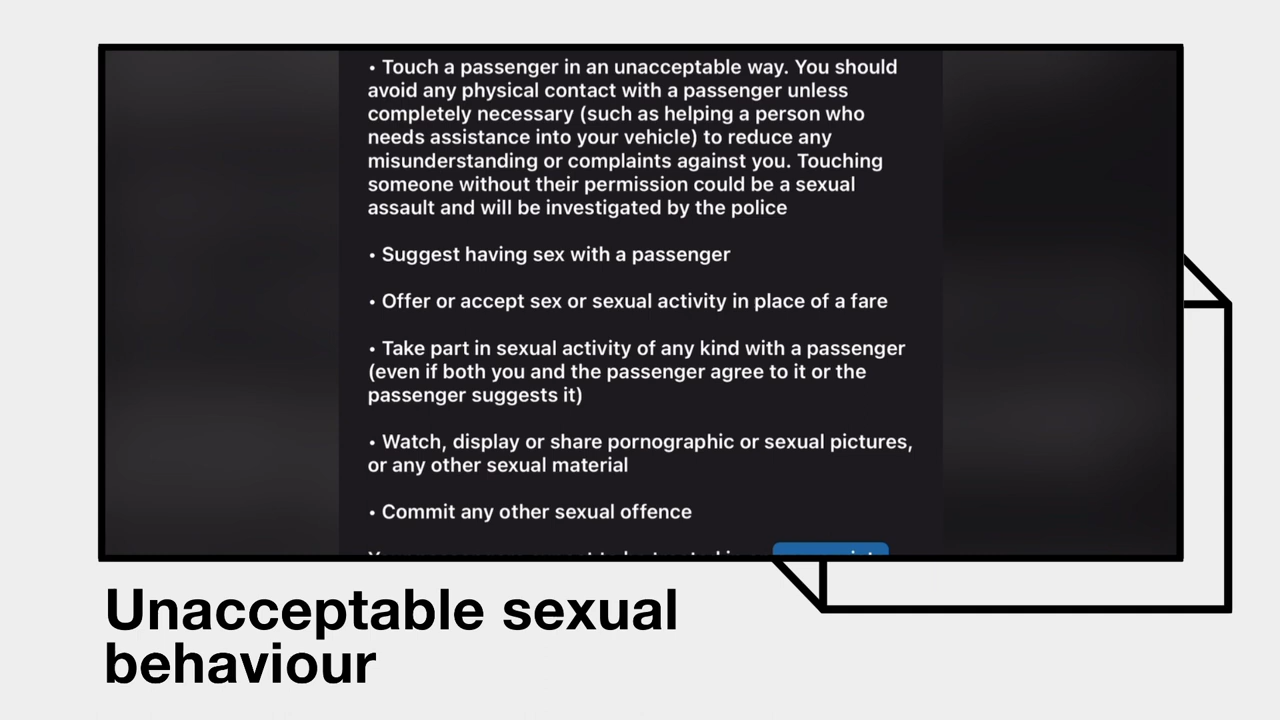 • Touch a passenger in an unacceptable way. You should
avoid any physical contact with a passenger unless
completely necessary (such as helping a person who
needs assistance into your vehicle) to reduce any
misunderstanding or complaints against you. Touching
someone without their permission could be a sexual
assault and will be investigated by the police
• Suggest having sex with a passenger
• Offer or accept sex or sexual activity in place of a fare
• Take part in sexual activity of any kind with a passenger
(even if both you and the passenger agree to it or the
passenger suggests it)
• Watch, display or share pornographic or sexual pictures,
or any other sexual material
• Commit any other sexual offence
Unacceptable sexual
behaviour